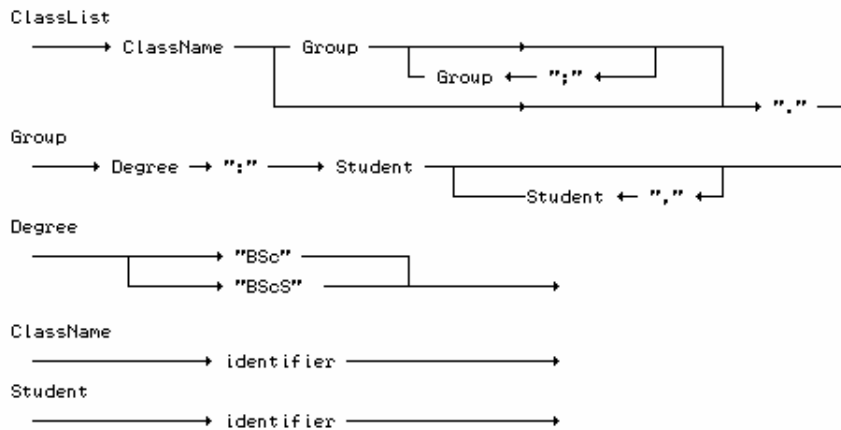 ClassList
ClassName Group
Group ";"
"."
Group
Degree ":" Student
Student ","
Degree
"BSc"
"BScS"
ClassName
identifier
Student
identifier